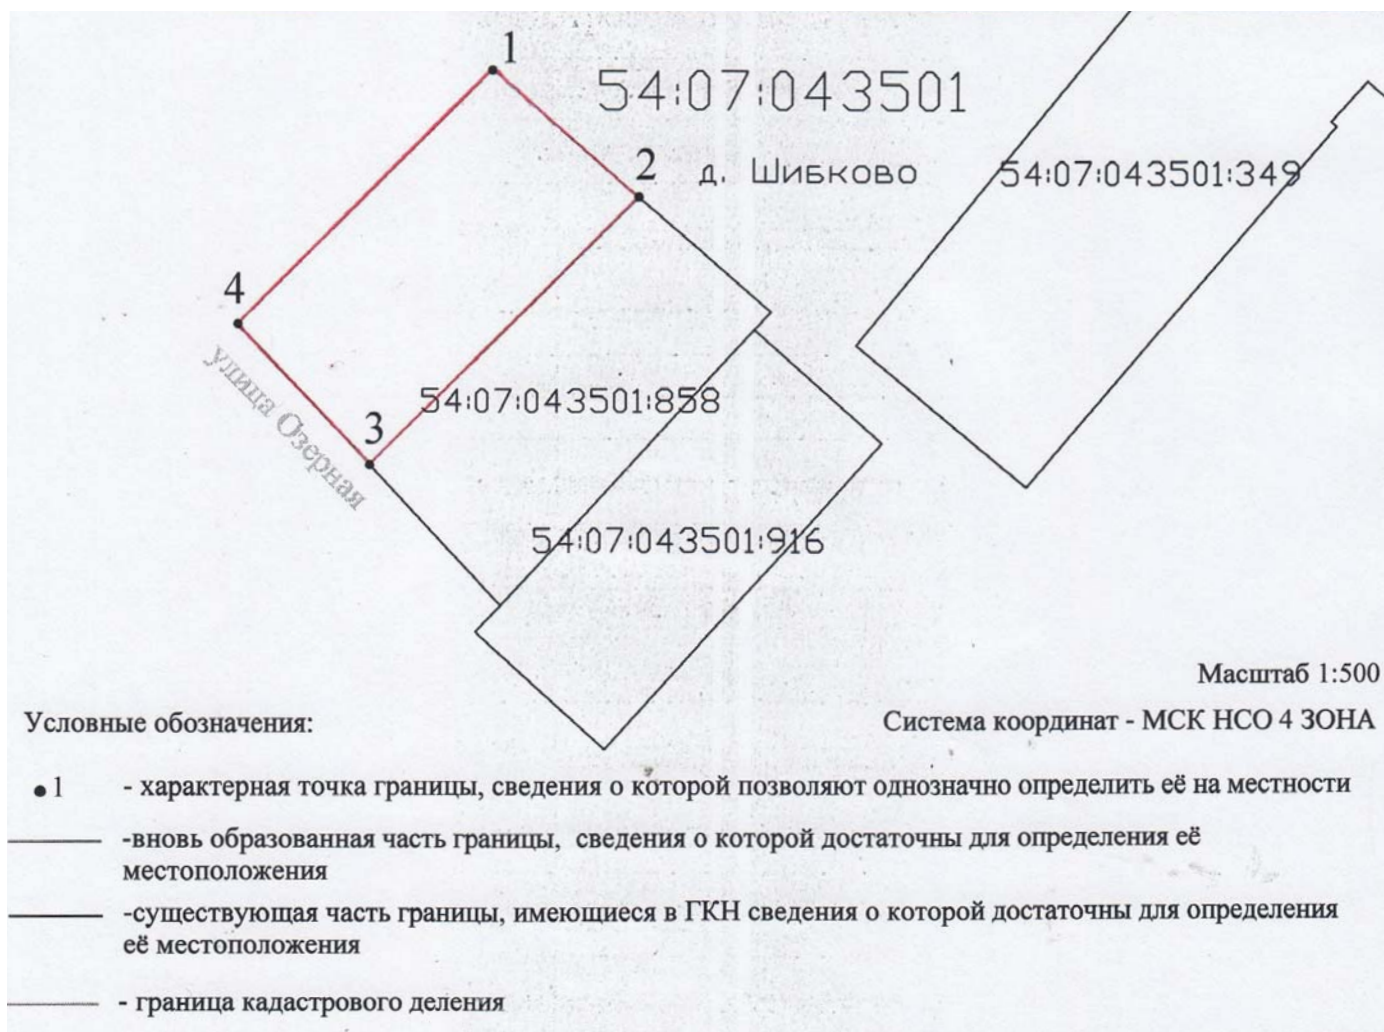 1
54:07:043501
2
д. Шибково
54:07:043501:349
4
улица Озерная
3
54:07:043501:858
54:07:043501:916
Масштаб 1:500
Условные обозначения:
Система координат - МСК НСО 4 ЗОНА
1 - характерная точка границы, сведения о которой позволяют однозначно определить её на местности
-вновь образованная часть границы, сведения о которой достаточны для определения её
местоположения
-существующая часть границы, имеющиеся в ГКН сведения о которой достаточны для определения
её местоположения
- граница кадастрового деления